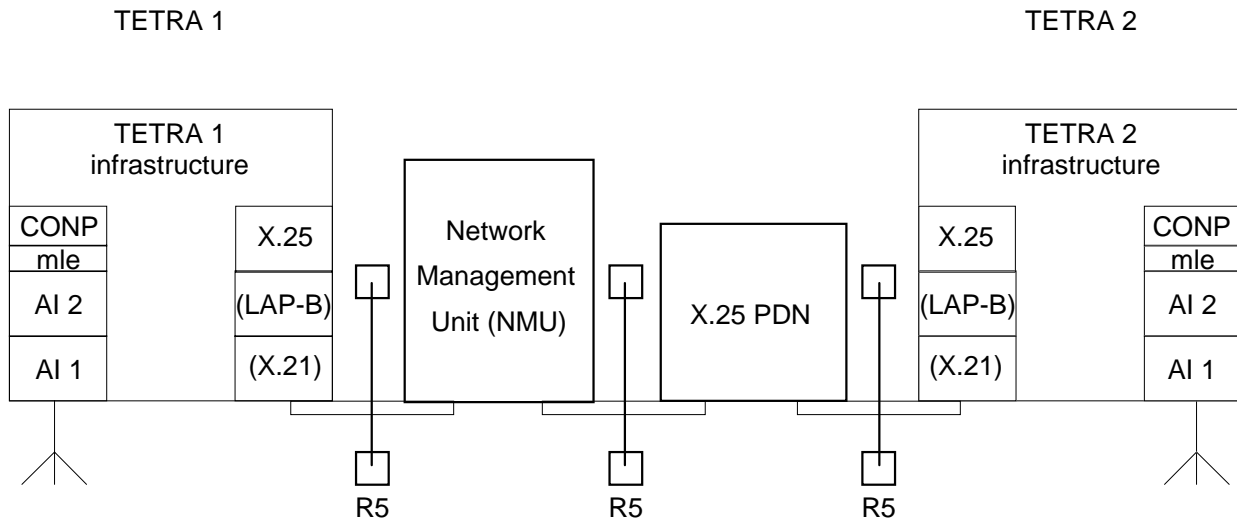 TETRA 1
TETRA 2
TETRA 1
infrastructure
CONP
mle
AI 2
AI 1
X.25
(LAP-B)
(X.21)
Network
Management
Unit (NMU)
X.25 PDN
TETRA 2
infrastructure
X.25
(LAP-B)
(X.21)
CONP
mle
AI 2
AI 1
R5
R5
R5